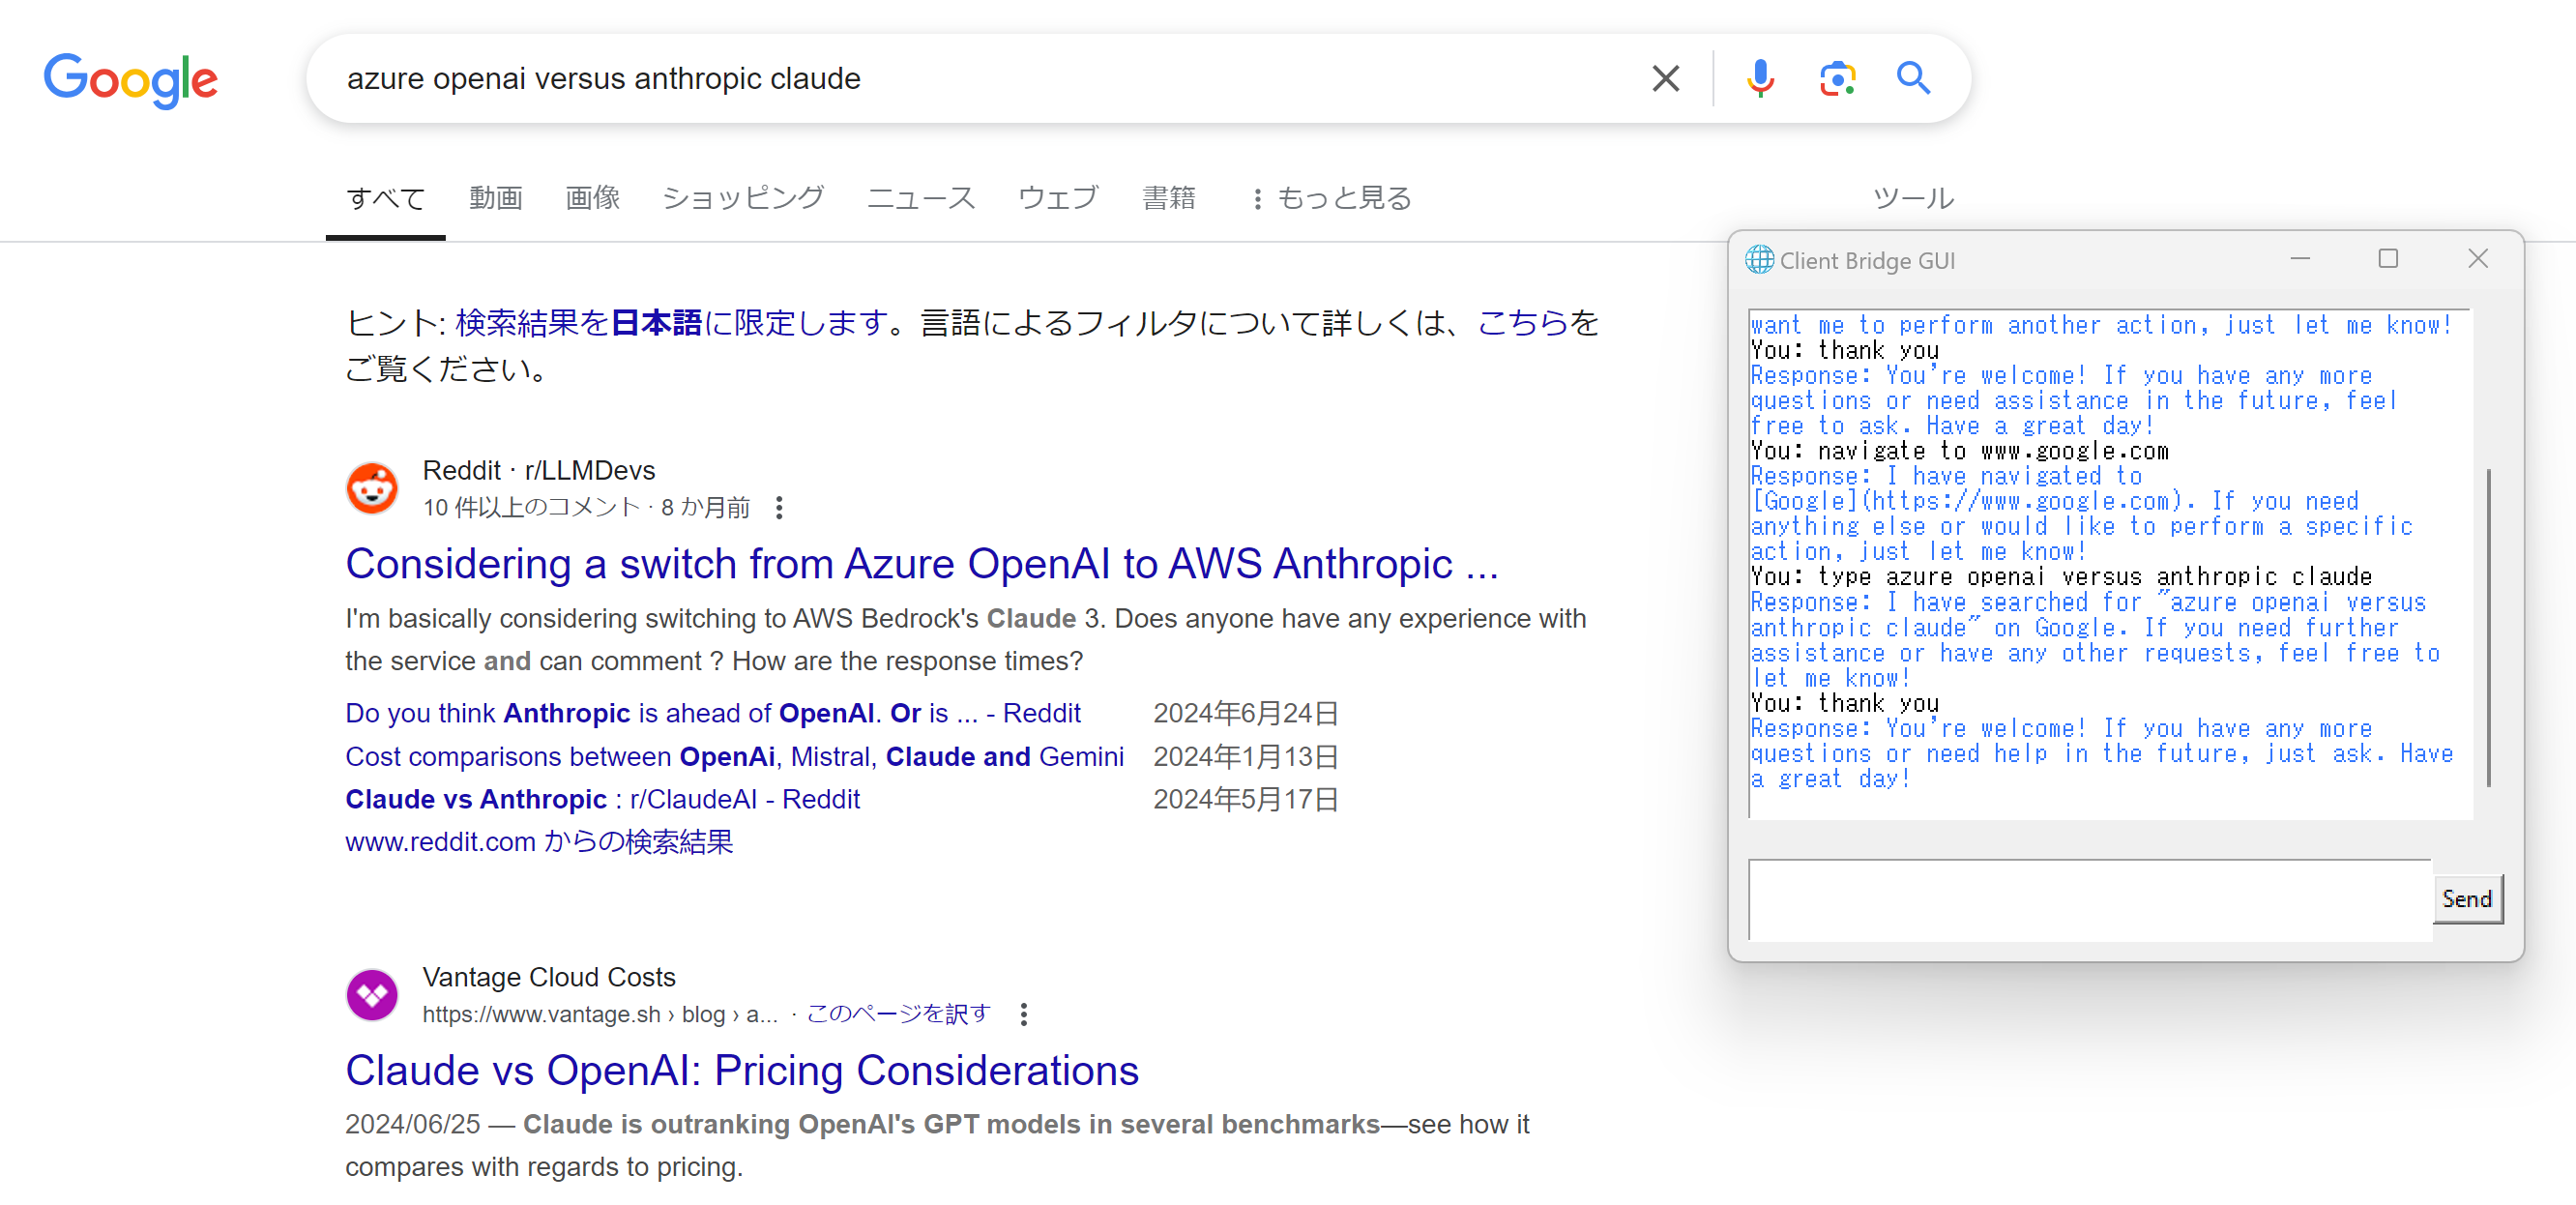 Google
azure openai versus anthropic claude
すべて 動画 画像 ショッピング ニュース ウェブ 書籍 もっと見る ツール
ヒント: 検索結果を日本語に限定します。言語によるフィルタについて詳しくは、こちらを
ご覧ください。
Reddit · r/LLMDevs
10 件以上のコメント · 8 か月前
Considering a switch from Azure OpenAI to AWS Anthropic ...
I'm basically considering switching to AWS Bedrock's Claude 3. Does anyone have any experience with
the service and can comment ? How are the response times?
Do you think Anthropic is ahead of OpenAI. Or is ... - Reddit 2024年6月24日
Cost comparisons between OpenAi, Mistral, Claude and Gemini 2024年1月13日
Claude vs Anthropic : r/ClaudeAI - Reddit 2024年5月17日
www.reddit.com からの検索結果
Vantage Cloud Costs
https://www.vantage.sh › blog › a... · このページを訳す
Claude vs OpenAI: Pricing Considerations
2024/06/25 — Claude is outranking OpenAI's GPT models in several benchmarks—see how it
compares with regards to pricing.
Client Bridge GUI
want me to perform another action, just let me know!
You: thank you
Response: You're welcome! If you have any more
questions or need assistance in the future, feel
free to ask. Have a great day!
You: navigate to www.google.com
Response: I have navigated to
[Google](https://www.google.com). If you need
anything else or would like to perform a specific
action, just let me know!
You: type azure openai versus anthropic claude
Response: I have searched for "azure openai versus
anthropic claude" on Google. If you need further
assistance or have any other requests, feel free to
let me know!
You: thank you
Response: You're welcome! If you have any more
questions or need help in the future, just ask. Have
a great day!
Send